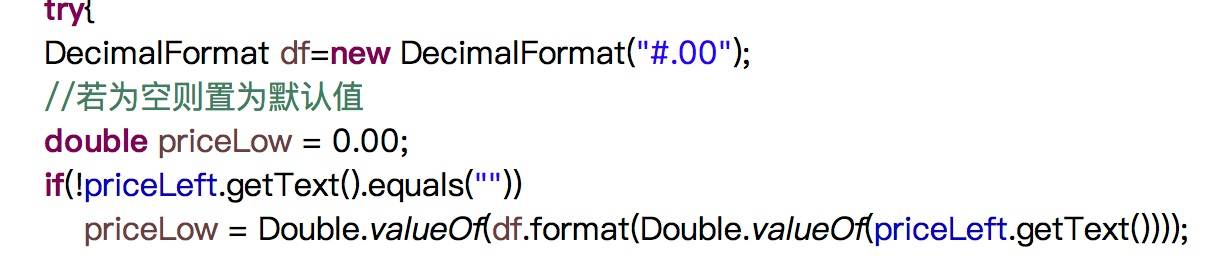 try{
DecimalFormat df=new DecimalFormat("#.00");
//若为空则置为默认值
double priceLow = 0.00;
if(!priceLeft.getText().equals(""))
priceLow = Double.valueOf(df.format(Double.valueOf(priceLeft.getText())));